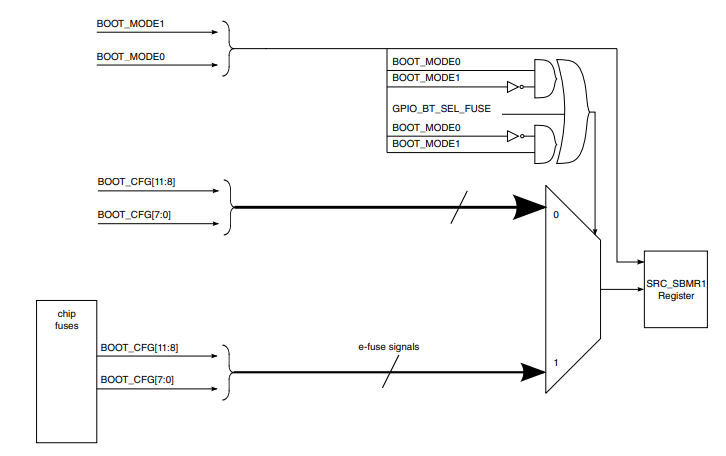 BOOT_MODE1
BOOT_MODE0
BOOT_MODE0
BOOT_MODE1
GPIO_BT_SEL_FUSE
BOOT_MODE0
BOOT_MODE1
BOOT_CFG[11:8]
BOOT_CFG[7:0]
0
SRC_SBMR1
Register
chip
fuses
BOOT_CFG[11:8]
BOOT_CFG[7:0]
e-fuse signals
1